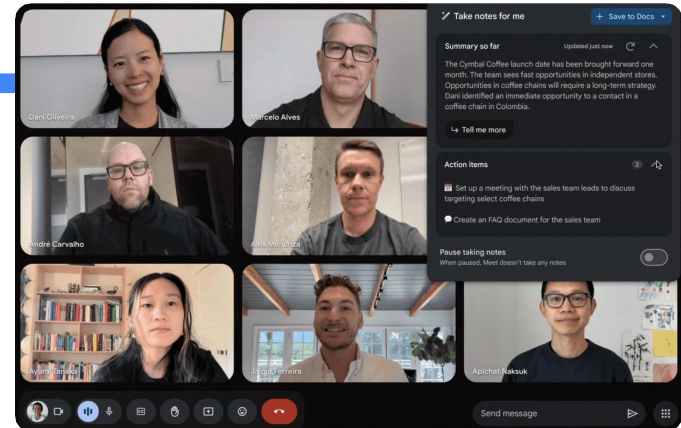 Take notes for me
+ Save to Docs
Summary so far
Updated just now
The Cymbal Coffee launch date has been brought forward one
month. The team sees fast opportunities in independent stores.
Opportunities in coffee chains will require a long-term strategy.
Dani identified an immediate opportunity to a contact in a
coffee chain in Colombia.
Tell me more
Action items
2
Set up a meeting with the sales team leads to discuss
targeting select coffee chains
Create an FAQ document for the sales team
Pause taking notes
When paused, Meet doesn't take any notes
Dani Oliveira
Marcelo Alves
André Carvalho
Alex Mendoza
Ayumi Tanaka
Jaime Ferreira
Apichat Naksuk
Send message